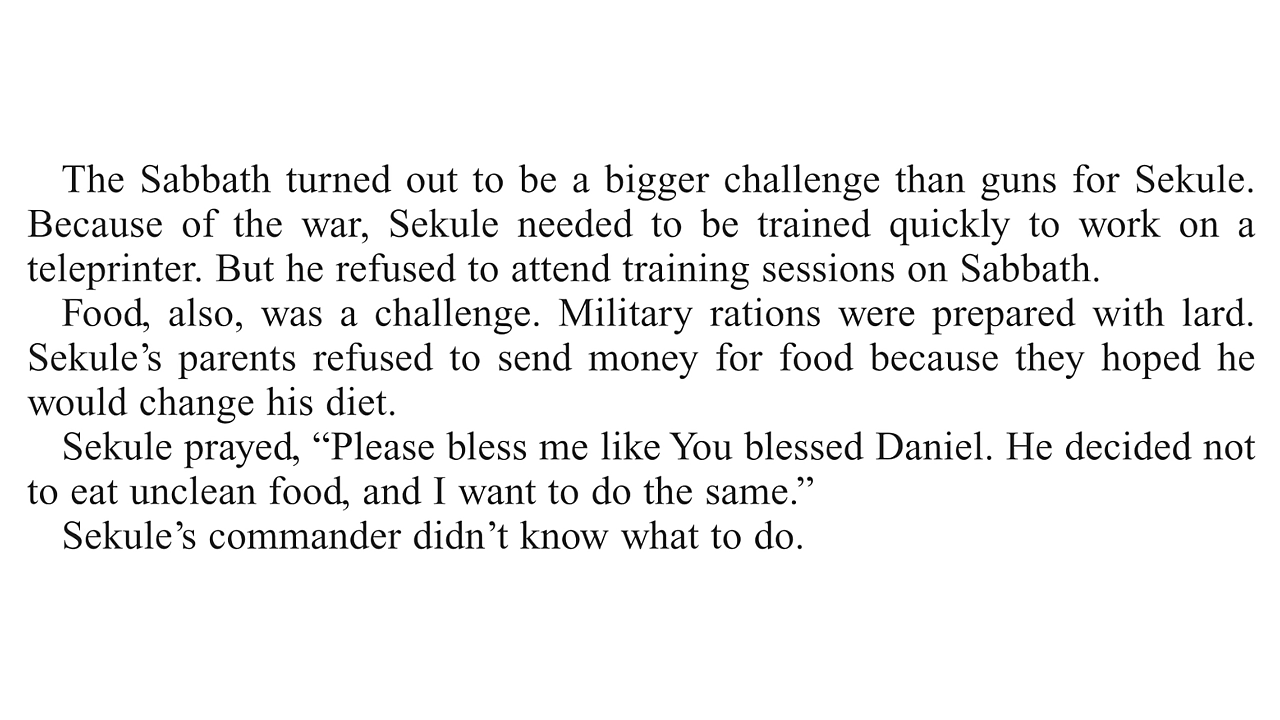 The Sabbath turned out to be a bigger challenge than guns for Sekule.
Because of the war, Sekule needed to be trained quickly to work on a
teleprinter. But he refused to attend training sessions on Sabbath.
Food, also, was a challenge. Military rations were prepared with lard.
Sekule’s parents refused to send money for food because they hoped he
would change his diet.
Sekule prayed, “Please bless me like You blessed Daniel. He decided not
to eat unclean food, and I want to do the same.”
Sekule’s commander didn’t know what to do.